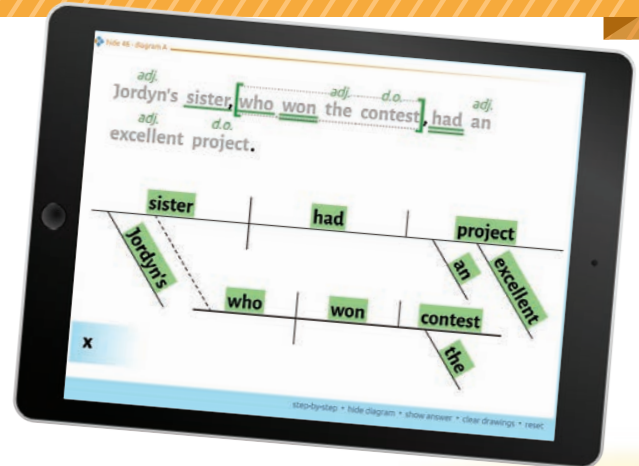 hide 48 - diagram A
adj.
adj. d.o. adj.
Jordyn's sister, [who won the contest], had an
adj. d.o.
excellent project.
sister had project
Jordyn's an excellent
who won contest
the
x
step-by-step • hide diagram • show answer • clear drawings • reset